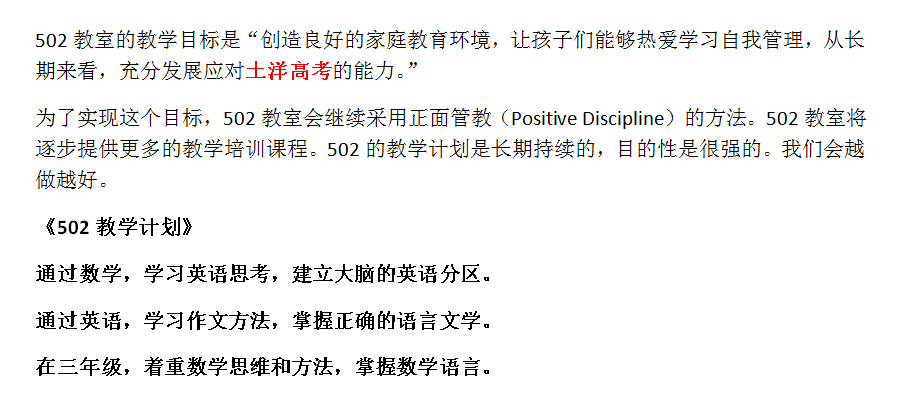 502 教室的教学目标是“创造良好的家庭教育环境，让孩子们能够热爱学习自我管理，从长
期来看，充分发展应对土洋高考的能力。”
为了实现这个目标，502 教室会继续采用正面管教（Positive Discipline）的方法。502 教室将
逐步提供更多的教学培训课程。502 的教学计划是长期持续的，目的性是很强的。我们会越
做越好。
《502 教学计划》
通过数学，学习英语思考，建立大脑的英语分区。
通过英语，学习作文方法，掌握正确的语言文学。
在三年级，着重数学思维和方法，掌握数学语言。